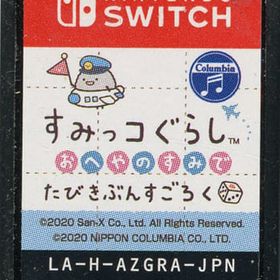 SWITCH
Columbia
すみっコぐらし™
おへやのすみで
たびきぶんすごろく
©2020 San-X Co., Ltd. All Rights Reserved.
©2020 NIPPON COLUMBIA CO., LTD.
LA-H-AZGRA-JPN